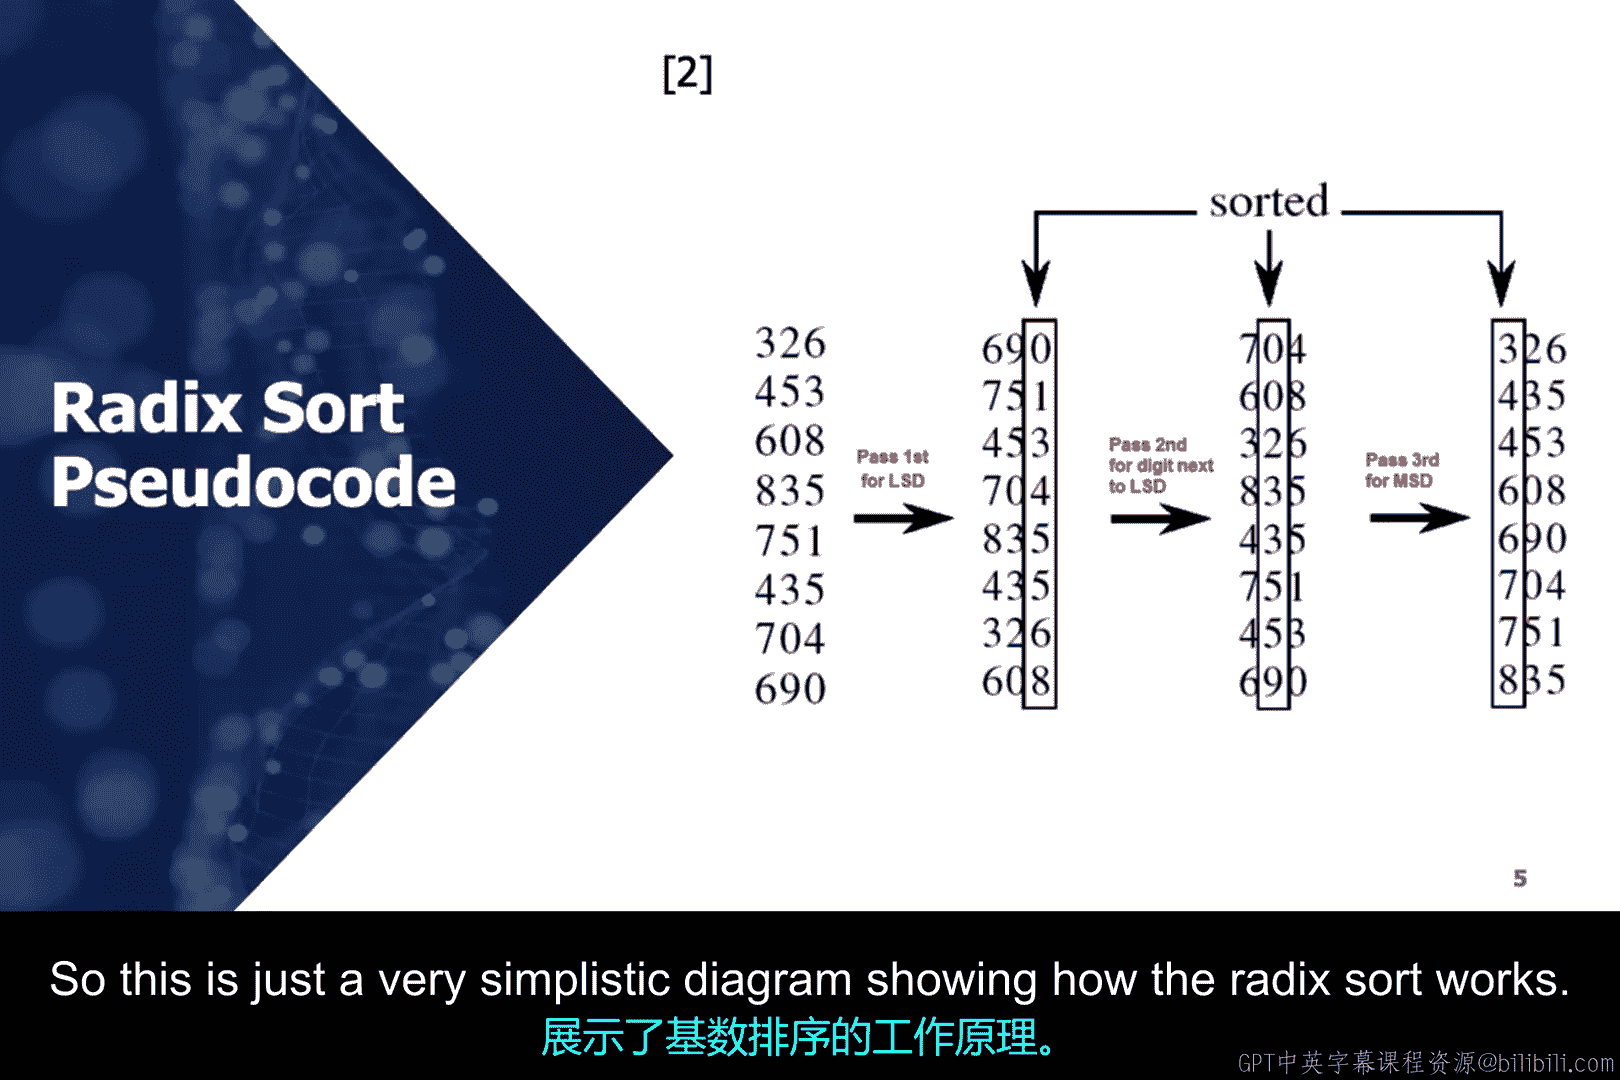 [2]
Radix Sort
Pseudocode
sorted
326
453
608
835
751
435
704
690
Pass 1st
for LSD
690
751
453
704
835
435
326
608
Pass 2nd
for digit next
to LSD
704
608
326
835
435
751
453
690
Pass 3rd
for MSD
326
435
453
608
690
704
751
835
5
So this is just a very simplistic diagram showing how the radix sort works.
展示了基数排序的工作原理。
GPT中英字幕课程资源@bilibili.com